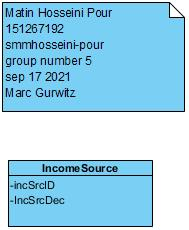 Matin Hosseini Pour
151267192
smmhosseini-pour
group number 5
sep 17 2021
Marc Gurwitz
IncomeSource
-incSrcID
-IncSrcDec